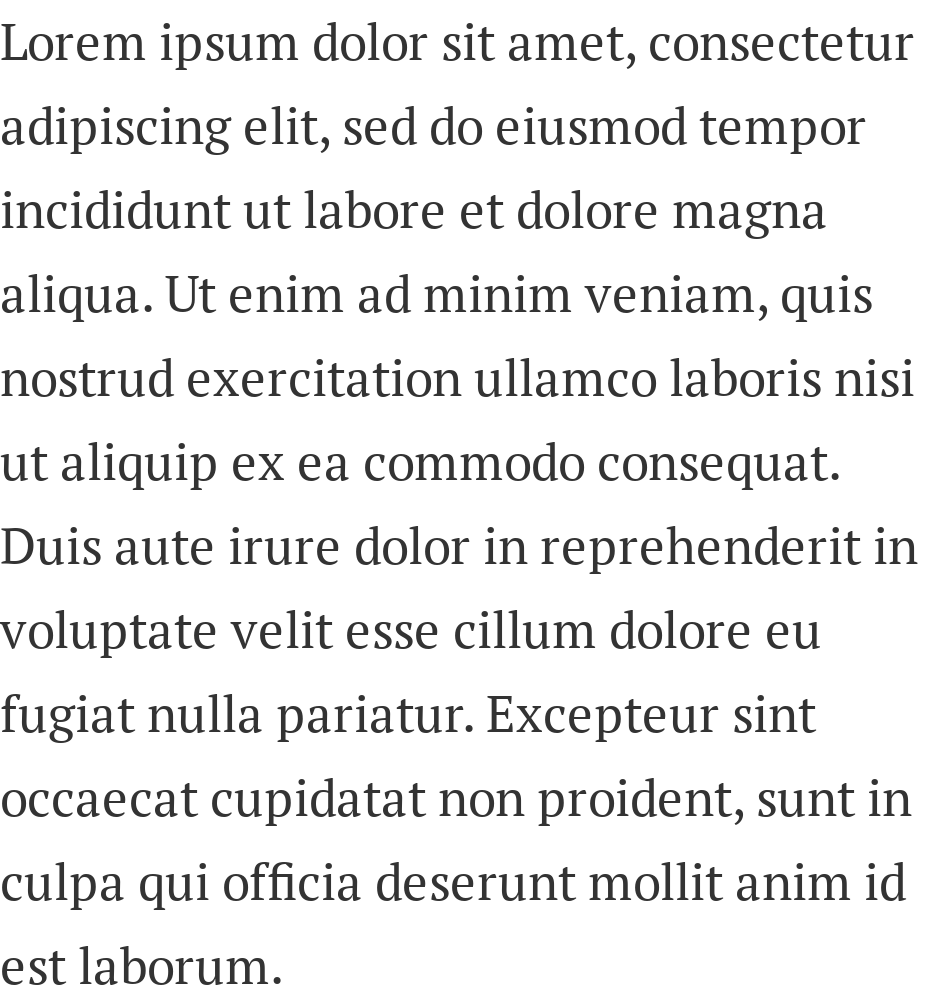 Lorem ipsum dolor sit amet, consectetur
adipiscing elit, sed do eiusmod tempor
incididunt ut labore et dolore magna
aliqua. Ut enim ad minim veniam, quis
nostrud exercitation ullamco laboris nisi
ut aliquip ex ea commodo consequat.
Duis aute irure dolor in reprehenderit in
voluptate velit esse cillum dolore eu
fugiat nulla pariatur. Excepteur sint
occaecat cupidatat non proident, sunt in
culpa qui officia deserunt mollit anim id
est laborum.